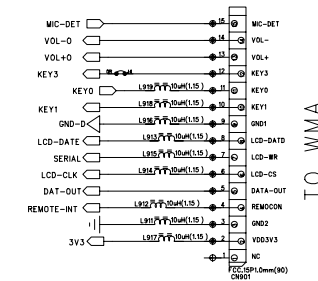 MIC-DET 15 MIC-DET
VOL-O 14 VOL-
VOL+O 13 VOL+
KEY3 12 KEY3
KEYO L919 10uH(1.15) 11 KEY0
KEY1 L918 10uH(1.15) 10 KEY1
GND-D L916 10uH(1.15) 9 GND1
LCD-DATE L913 10uH(1.15) 8 LCD-DATD
SERIAL L915 10uH(1.15) 7 LCD-WR
LCD-CLK L914 10uH(1.15) 6 LCD-CS
DAT-OUT 5 DATA-OUT
REMOTE-INT L912 10uH(1.15) 4 REMOCON
L911 10uH(1.15) 3 GND2
3V3 L917 10uH(1.15) 2 VDD3V3
1 NC
FCC.15P1.0mm(90)
CN901
TO WMA